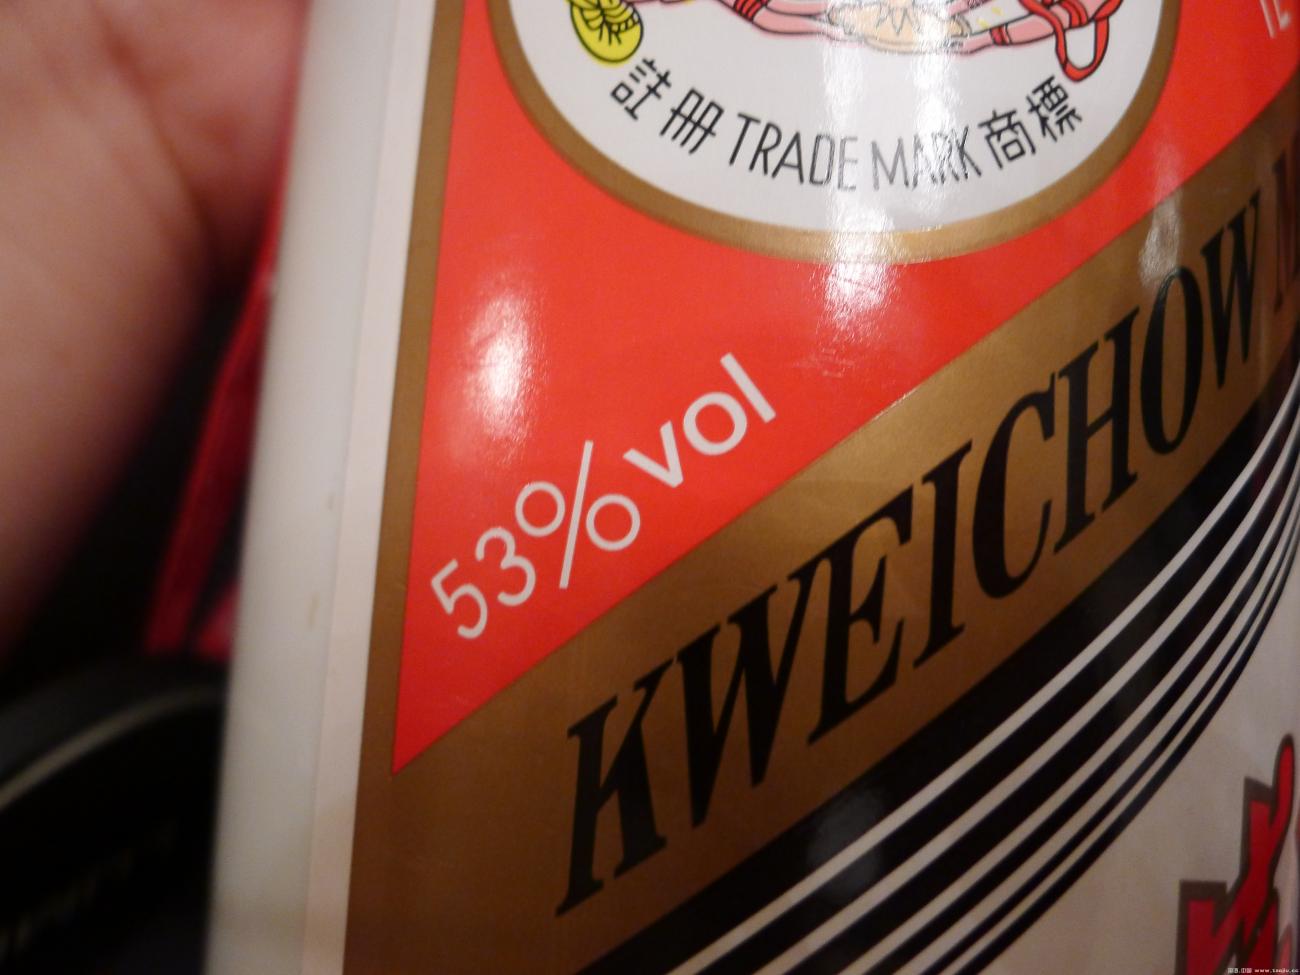 註冊 TRADE MARK 商標
53%vol
KWEICHOW